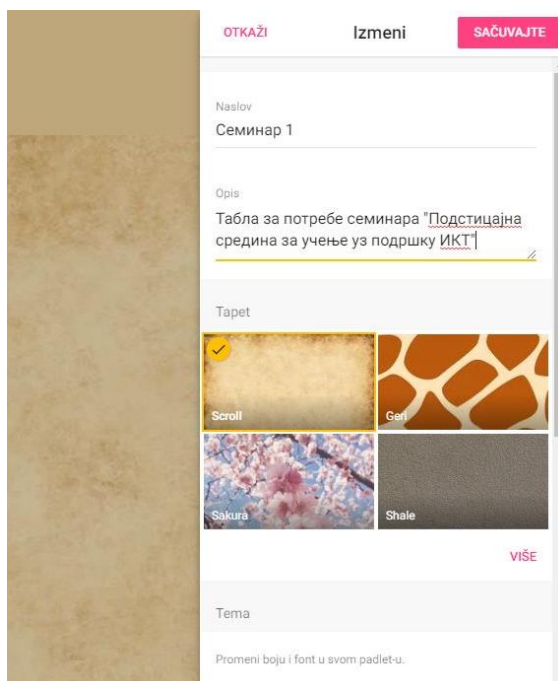 OTKAŽI Izmeni SAČUVAJTE
Naslov
Семинар 1
Opis
Табла за потребе семинара "Подстицајна
средина за учење уз подршку ИКТ"
Tapet
Scroll Geri
Sakura Shale
VIŠE
Tema
Promeni boju i font u svom padlet-u.